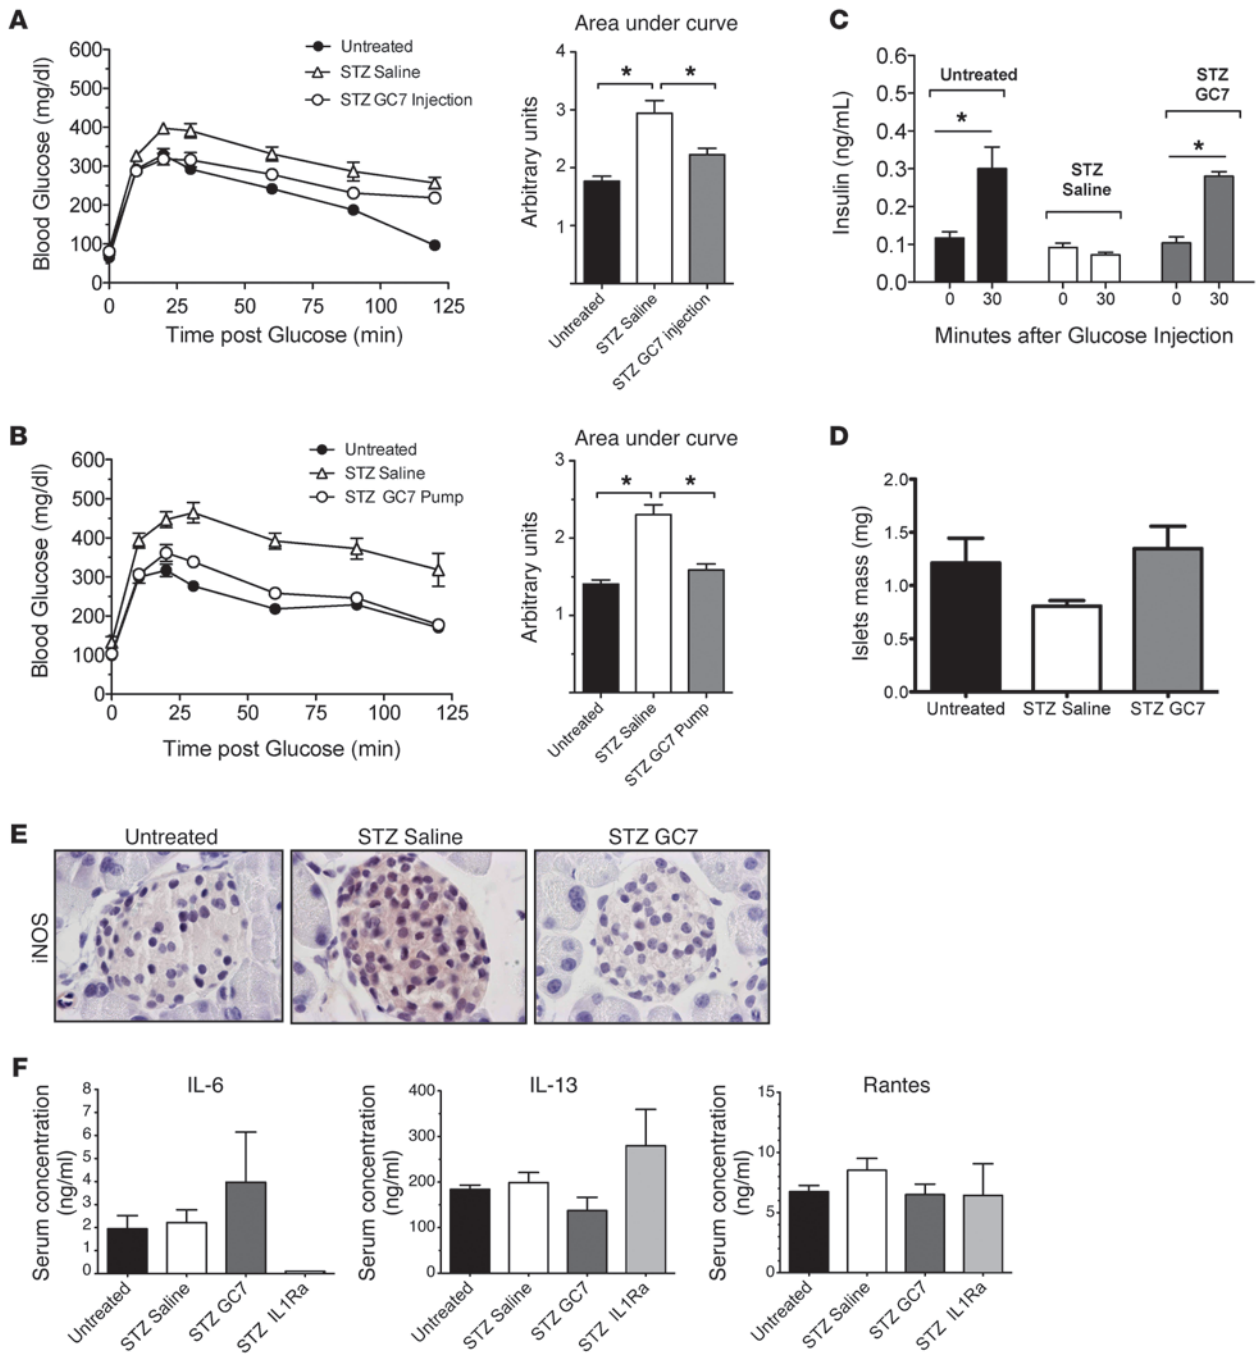 A
Untreated
STZ Saline
STZ GC7 Injection
Blood Glucose (mg/dl)
600
500
400
300
200
100
0
0 25 50 75 100 125
Time post Glucose (min)
Area under curve
Arbitrary units
4
3
2
1
* *
Untreated
STZ Saline
STZ GC7 injection
C
Insulin (ng/mL)
0.6
0.5
0.4
0.3
0.2
0.1
0.0
Untreated
*
STZ
Saline
STZ
GC7
*
0 30 0 30 0 30
Minutes after Glucose Injection
B
Untreated
STZ Saline
STZ GC7 Pump
Blood Glucose (mg/dl)
600
500
400
300
200
100
0
0 25 50 75 100 125
Time post Glucose (min)
Area under curve
Arbitrary units
3
2
1
* *
Untreated
STZ Saline
STZ GC7 Pump
D
Islets mass (mg)
2.0
1.5
1.0
0.5
0.0
Untreated STZ Saline STZ GC7
E
Untreated STZ Saline STZ GC7
iNOS
F
IL-6
Serum concentration
(ng/ml)
8
7
6
5
4
3
2
1
0
Untreated
STZ Saline
STZ GC7
STZ IL1Ra
IL-13
Serum concentration
(ng/ml)
400
300
200
100
0
Untreated
STZ Saline
STZ GC7
STZ IL1Ra
Rantes
Serum concentration
(ng/ml)
15
10
5
0
Untreated
STZ Saline
STZ GC7
STZ IL1Ra